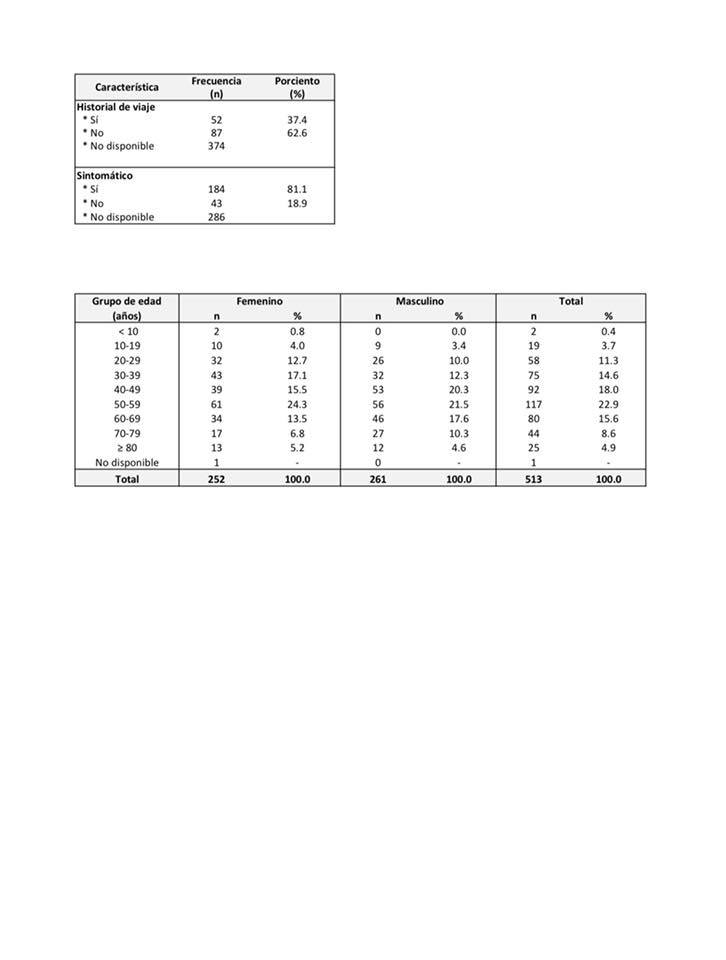 Característica Frecuencia (n) Porciento (%)
Historial de viaje
* Sí 52 37.4
* No 87 62.6
* No disponible 374
Sintomático
* Sí 184 81.1
* No 43 18.9
* No disponible 286
Grupo de edad (años) Femenino Masculino Total
n % n % n %
< 10 2 0.8 0 0.0 2 0.4
10-19 10 4.0 9 3.4 19 3.7
20-29 32 12.7 26 10.0 58 11.3
30-39 43 17.1 32 12.3 75 14.6
40-49 39 15.5 53 20.3 92 18.0
50-59 61 24.3 56 21.5 117 22.9
60-69 34 13.5 46 17.6 80 15.6
70-79 17 6.8 27 10.3 44 8.6
≥ 80 13 5.2 12 4.6 25 4.9
No disponible 1 - 0 - 1 -
Total 252 100.0 261 100.0 513 100.0